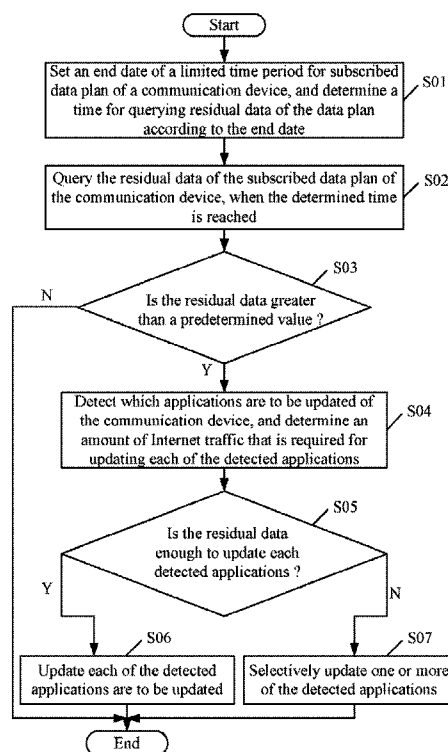 Start
Set an end date of a limited time period for subscribed
data plan of a communication device, and determine a
time for querying residual data of the data plan
according to the end date
S01
Query the residual data of the subscribed data plan of
the communication device, when the determined time
is reached
S02
S03
N
Is the residual data greater
than a predetermined value ?
Y
Detect which applications are to be updated of
the communication device, and determine an
amount of Internet traffic that is required for
updating each of the detected applications
S04
S05
Is the residual data
enough to update each
detected applications ?
Y
N
S06
S07
Update each of the detected
applications are to be updated
Selectively update one or more
of the detected applications
End